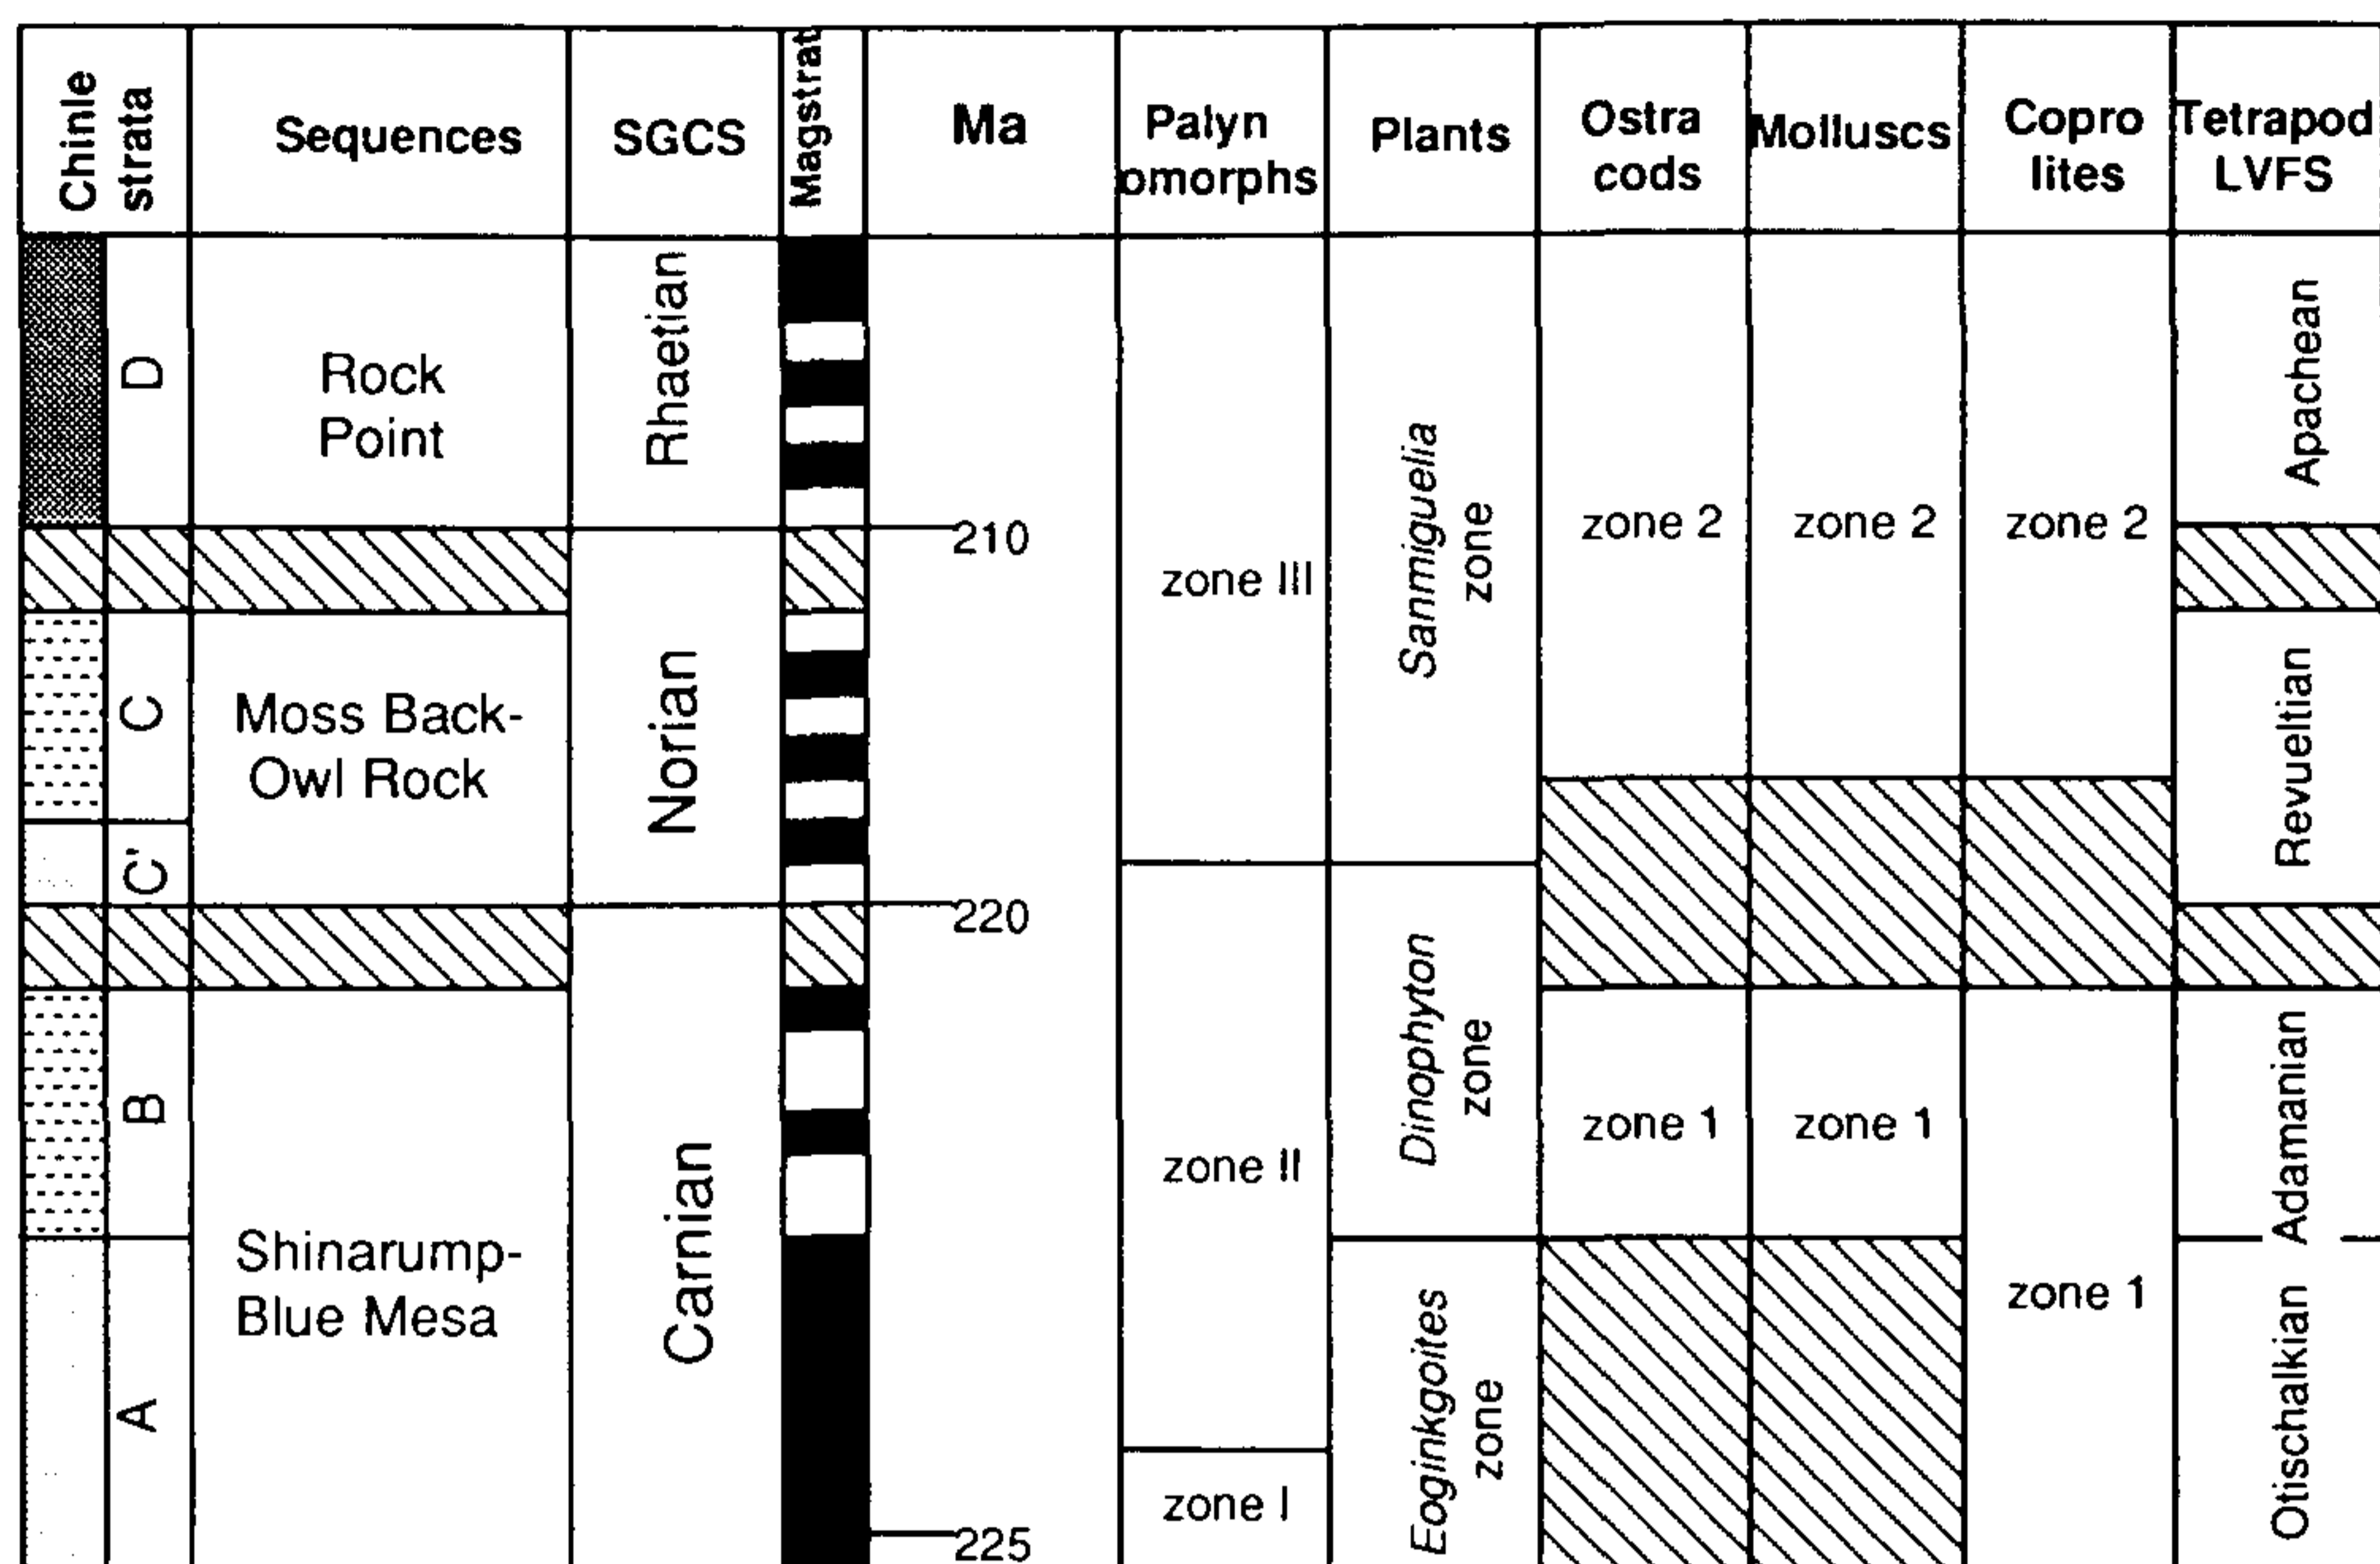 Chinle
strata
Sequences
SGCS
Magstrat
Ma
Palyn
omorphs
Plants
Ostra
cods
Molluscs
Copro
lites
Tetrapod
LVFS
D
Rock
Point
Rhaetian
210
zone III
Sanmiguelia
zone
zone 2
zone 2
zone 2
Apachean
C
C'
Moss Back-
Owl Rock
Norian
220
Revueltian
B
A
Shinarump-
Blue Mesa
Carnian
225
zone II
zone I
Dinophyton
zone
Eoginkgoites
zone
zone 1
zone 1
zone 1
Adamanian
Otischalkian